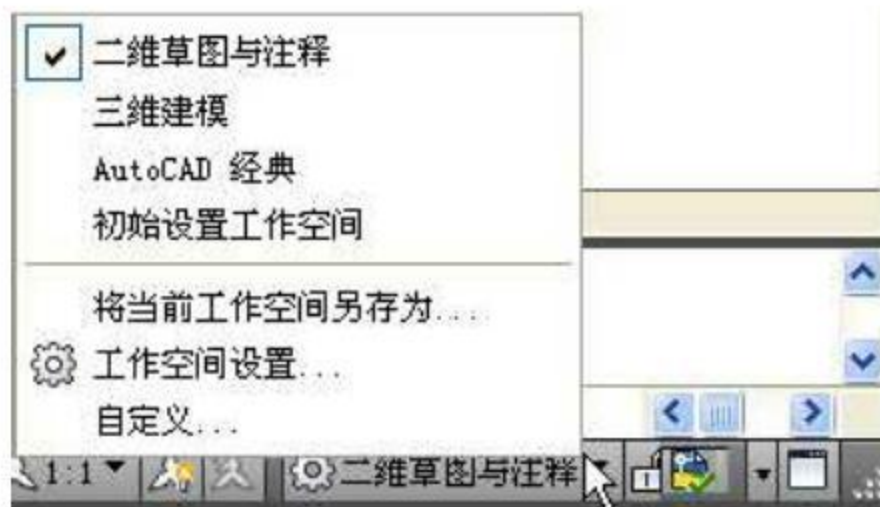 二维草图与注释
三维建模
AutoCAD 经典
初始设置工作空间
将当前工作空间另存为...
工作空间设置...
自定义...
1:1 二维草图与注释